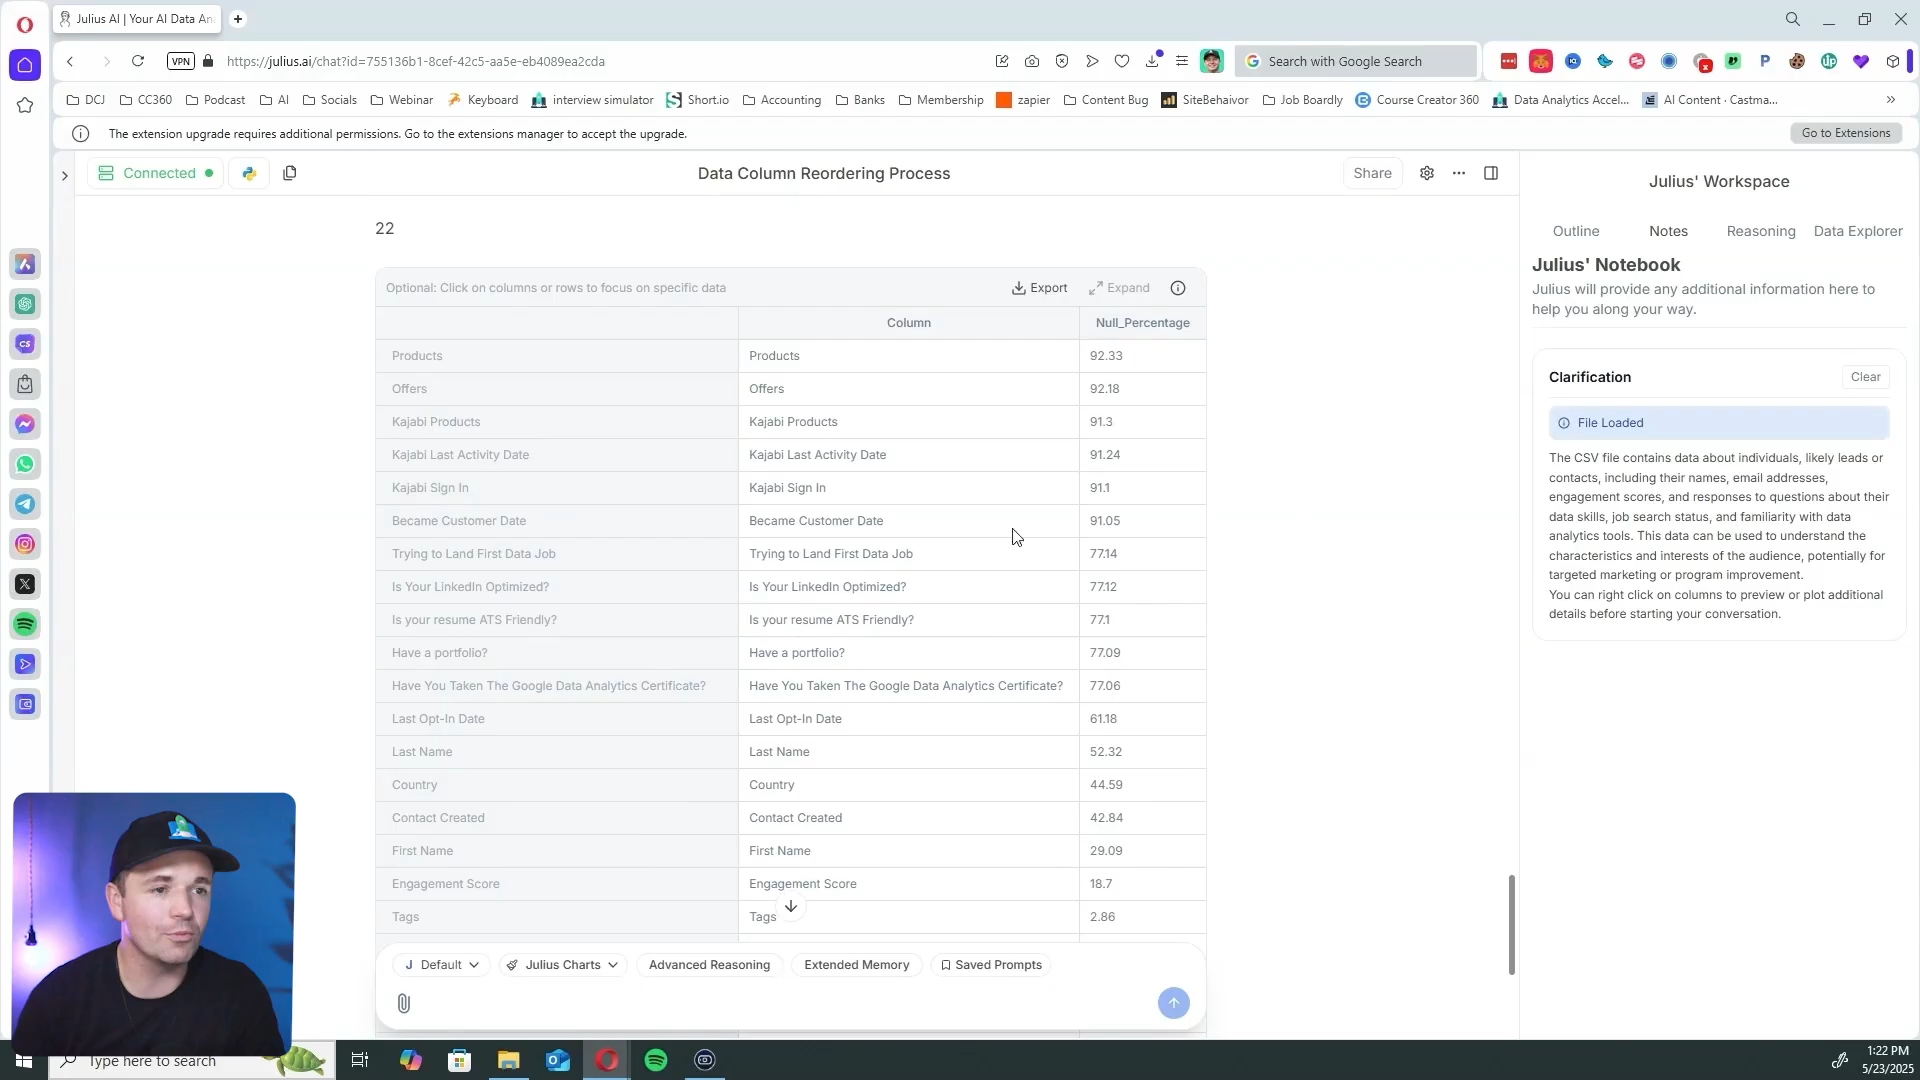 Julius AI | Your AI Data An
VPN
https://julius.ai/chat?id=755136b1-8cef-42c5-aa5e-eb4089ea2cda
Search with Google Search
DCJ
CC360
Podcast
AI
Socials
Webinar
Keyboard
interview simulator
Short.io
Accounting
Banks
Membership
zapier
Content Bug
SiteBehaivor
Job Boardly
Course Creator 360
Data Analytics Accel...
AI Content · Castma...
The extension upgrade requires additional permissions. Go to the extensions manager to accept the upgrade.
Go to Extensions
Connected
Data Column Reordering Process
Share
22
Optional: Click on columns or rows to focus on specific data
Export
Expand
Column Null_Percentage
Products Products 92.33
Offers Offers 92.18
Kajabi Products Kajabi Products 91.3
Kajabi Last Activity Date Kajabi Last Activity Date 91.24
Kajabi Sign In Kajabi Sign In 91.1
Became Customer Date Became Customer Date 91.05
Trying to Land First Data Job Trying to Land First Data Job 77.14
Is Your LinkedIn Optimized? Is Your LinkedIn Optimized? 77.12
Is your resume ATS Friendly? Is your resume ATS Friendly? 77.1
Have a portfolio? Have a portfolio? 77.09
Have You Taken The Google Data Analytics Certificate? Have You Taken The Google Data Analytics Certificate? 77.06
Last Opt-In Date Last Opt-In Date 61.18
Last Name Last Name 52.32
Country Country 44.59
Contact Created Contact Created 42.84
First Name First Name 29.09
Engagement Score Engagement Score 18.7
Tags Tags 2.86
J Default
Julius Charts
Advanced Reasoning
Extended Memory
Saved Prompts
Julius' Workspace
Outline
Notes
Reasoning
Data Explorer
Julius' Notebook
Julius will provide any additional information here to
help you along your way.
Clarification
Clear
File Loaded
The CSV file contains data about individuals, likely leads or
contacts, including their names, email addresses,
engagement scores, and responses to questions about their
data skills, job search status, and familiarity with data
analytics tools. This data can be used to understand the
characteristics and interests of the audience, potentially for
targeted marketing or program improvement.
You can right click on columns to preview or plot additional
details before starting your conversation.
Type here to search
1:22 PM
5/23/2025